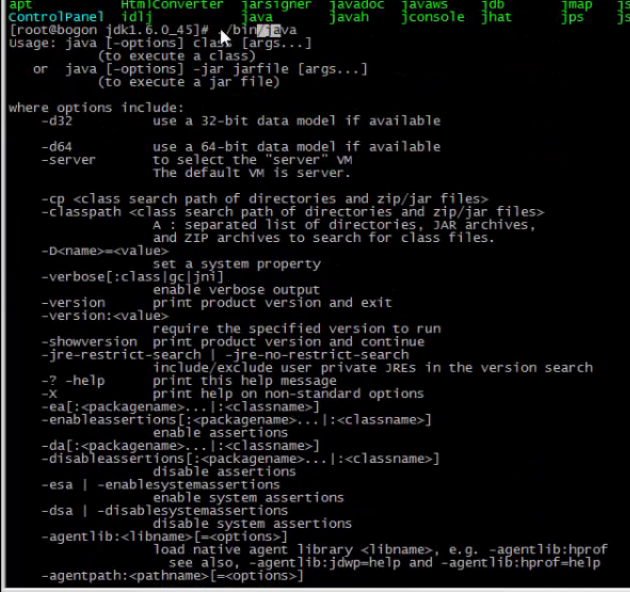 apt HtmlConverter jarsigner javadoc javaws jdb jmap js
ControlPanel idlj java javah jconsole jhat jps js
[root@bogon jdk1.6.0_45]# ./bin/java
Usage: java [-options] class [args...]
(to execute a class)
or java [-options] -jar jarfile [args...]
(to execute a jar file)
where options include:
-d32 use a 32-bit data model if available
-d64 use a 64-bit data model if available
-server to select the "server" VM
The default VM is server.
-cp <class search path of directories and zip/jar files>
-classpath <class search path of directories and zip/jar files>
A : separated list of directories, JAR archives,
and ZIP archives to search for class files.
-D<name>=<value>
set a system property
-verbose[:class|gc|jni]
enable verbose output
-version print product version and exit
-version:<value>
require the specified version to run
-showversion print product version and continue
-jre-restrict-search | -jre-no-restrict-search
include/exclude user private JREs in the version search
-? -help print this help message
-X print help on non-standard options
-ea[:<packagename>...|:<classname>]
-enableassertions[:<packagename>...|:<classname>]
enable assertions
-da[:<packagename>...|:<classname>]
-disableassertions[:<packagename>...|:<classname>]
disable assertions
-esa | -enablesystemassertions
enable system assertions
-dsa | -disablesystemassertions
disable system assertions
-agentlib:<libname>[=<options>]
load native agent library <libname>, e.g. -agentlib:hprof
see also, -agentlib:jdwp=help and -agentlib:hprof=help
-agentpath:<pathname>[=<options>]